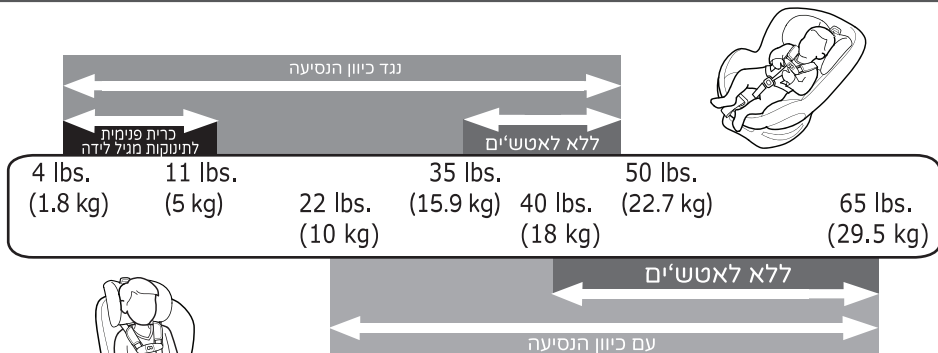 נגד כיוון הנסיעה
כרית פנימית
לתינוקות מגיל לידה
ללא לאטש'ים
4 lbs.
(1.8 kg)
11 lbs.
(5 kg)
22 lbs.
(10 kg)
35 lbs.
(15.9 kg)
40 lbs.
(18 kg)
50 lbs.
(22.7 kg)
65 lbs.
(29.5 kg)
ללא לאטש'ים
עם כיוון הנסיעה